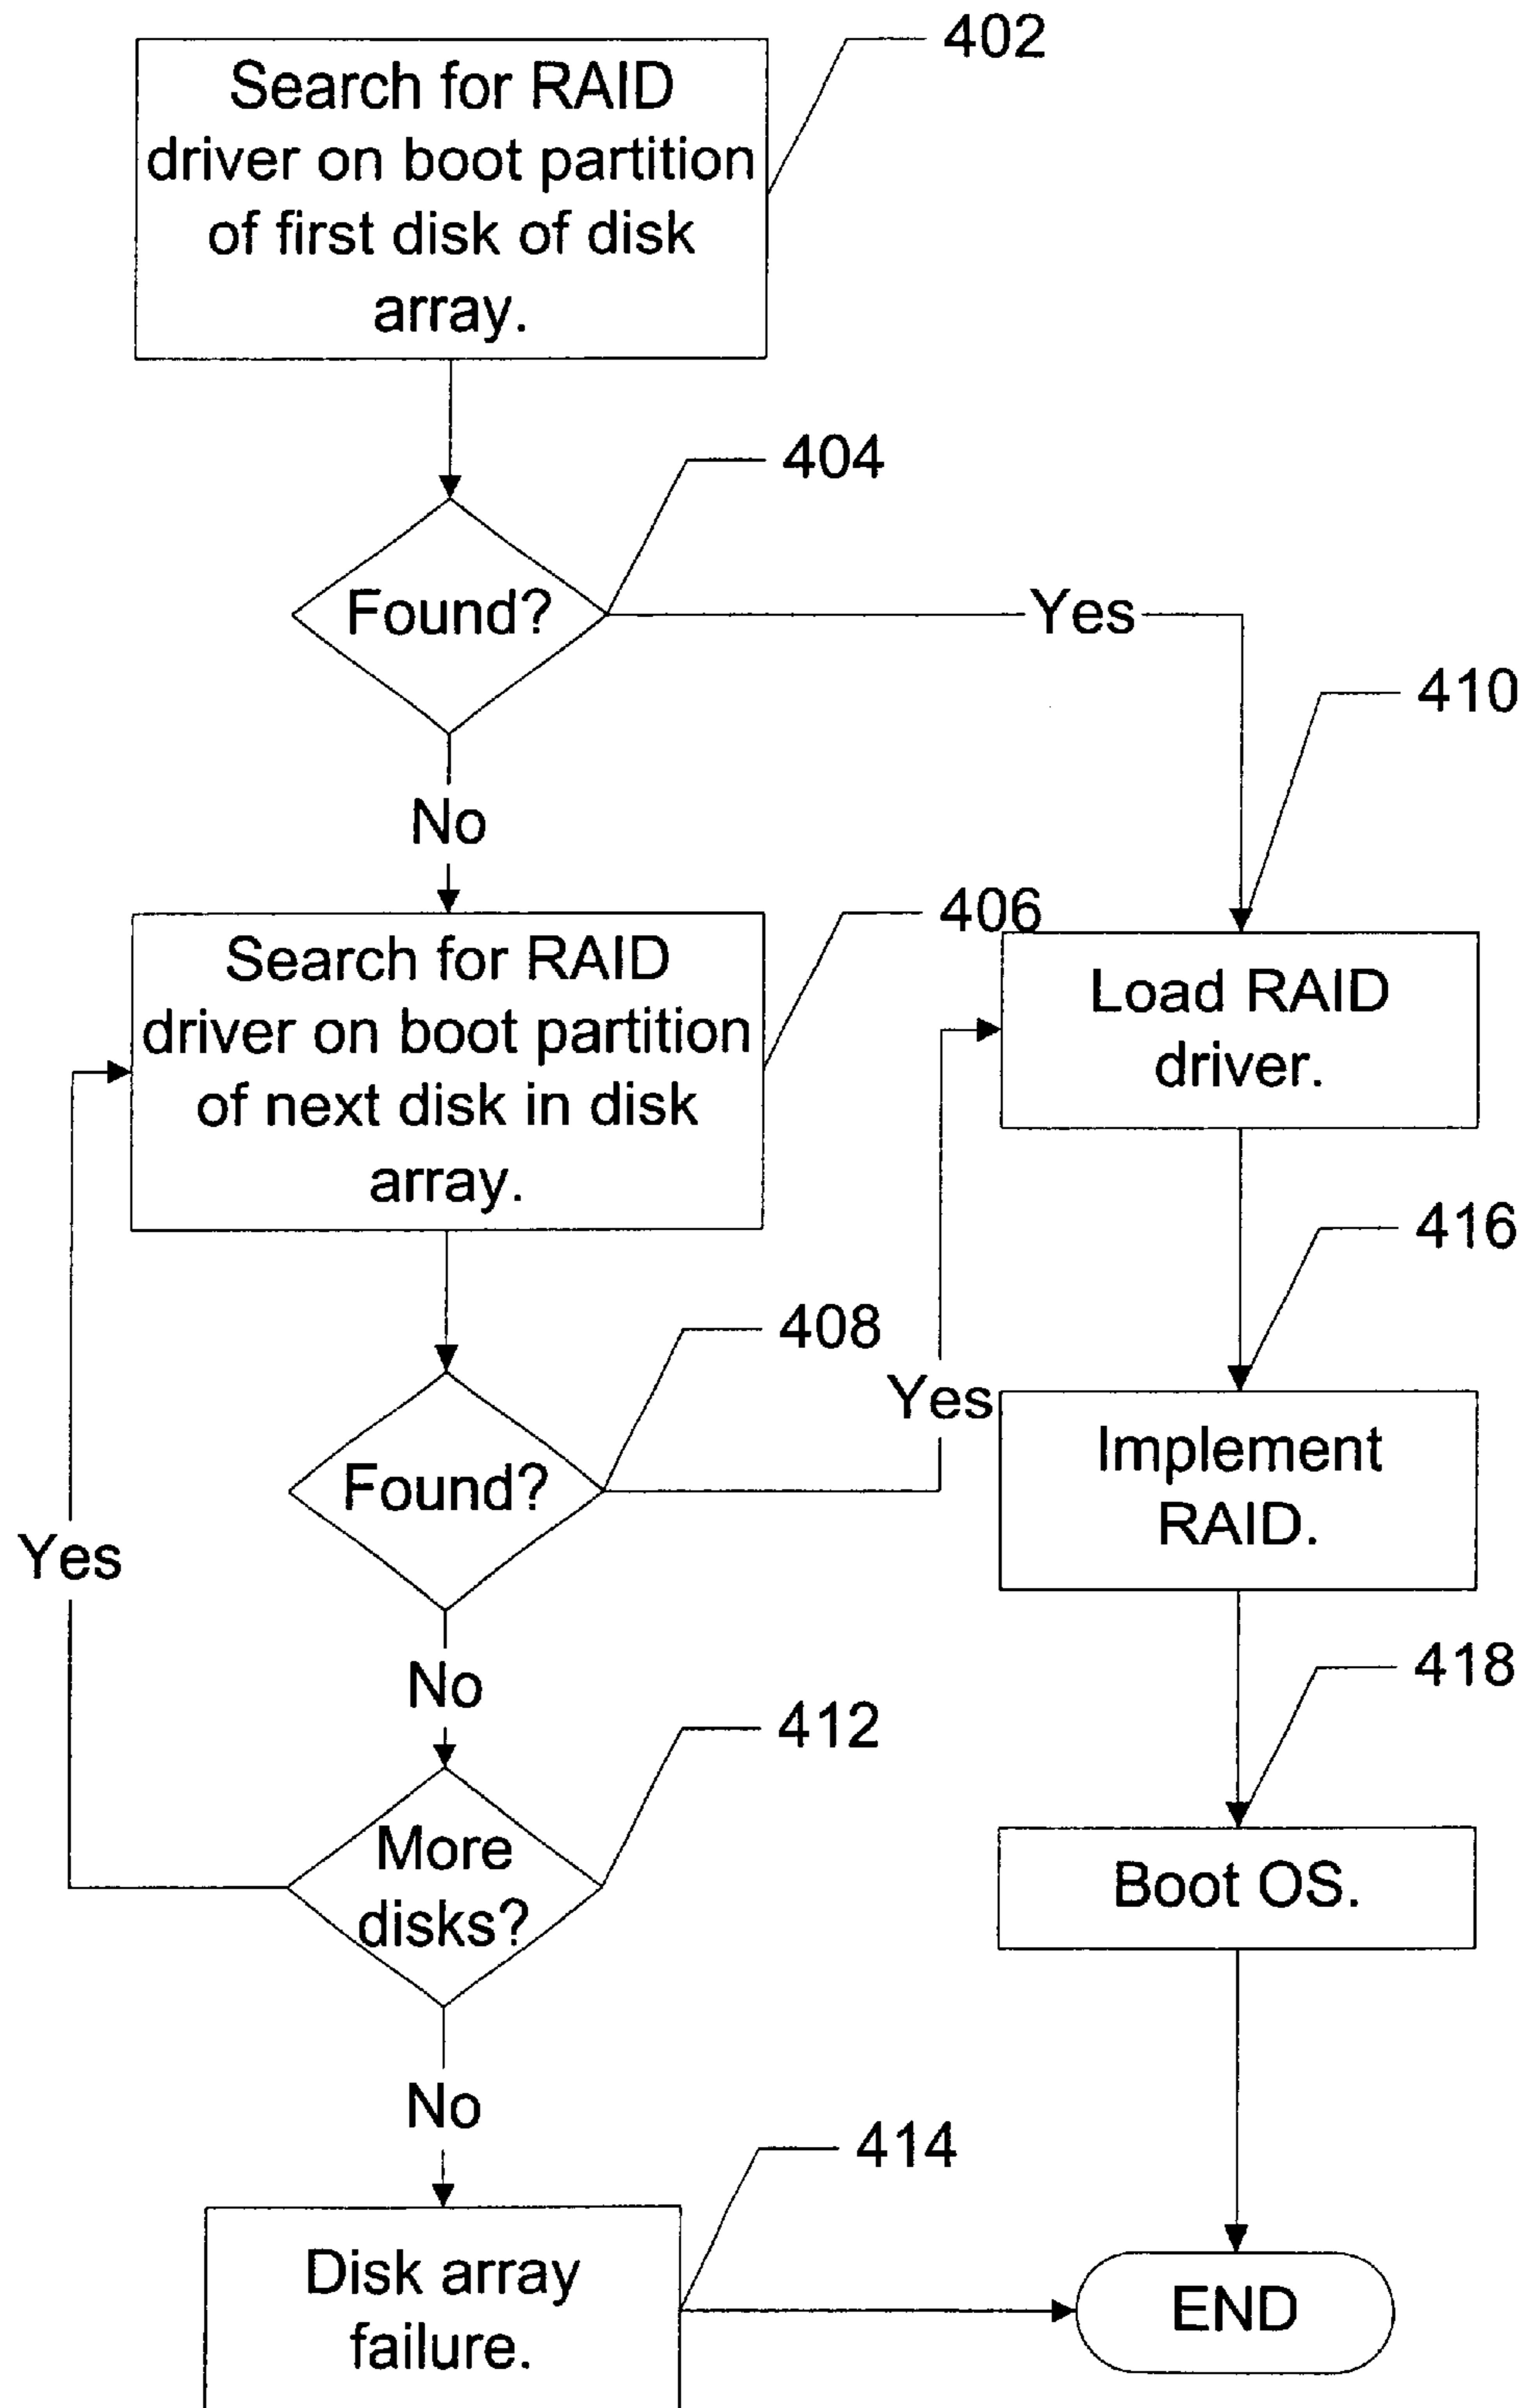 402
Search for RAID
driver on boot partition
of first disk of disk
array.
404
Found?
Yes
410
No
406
Search for RAID
driver on boot partition
of next disk in disk
array.
Load RAID
driver.
416
408
Yes
Implement
RAID.
Found?
Yes
418
No
412
More
disks?
Boot OS.
No
414
Disk array
failure.
END